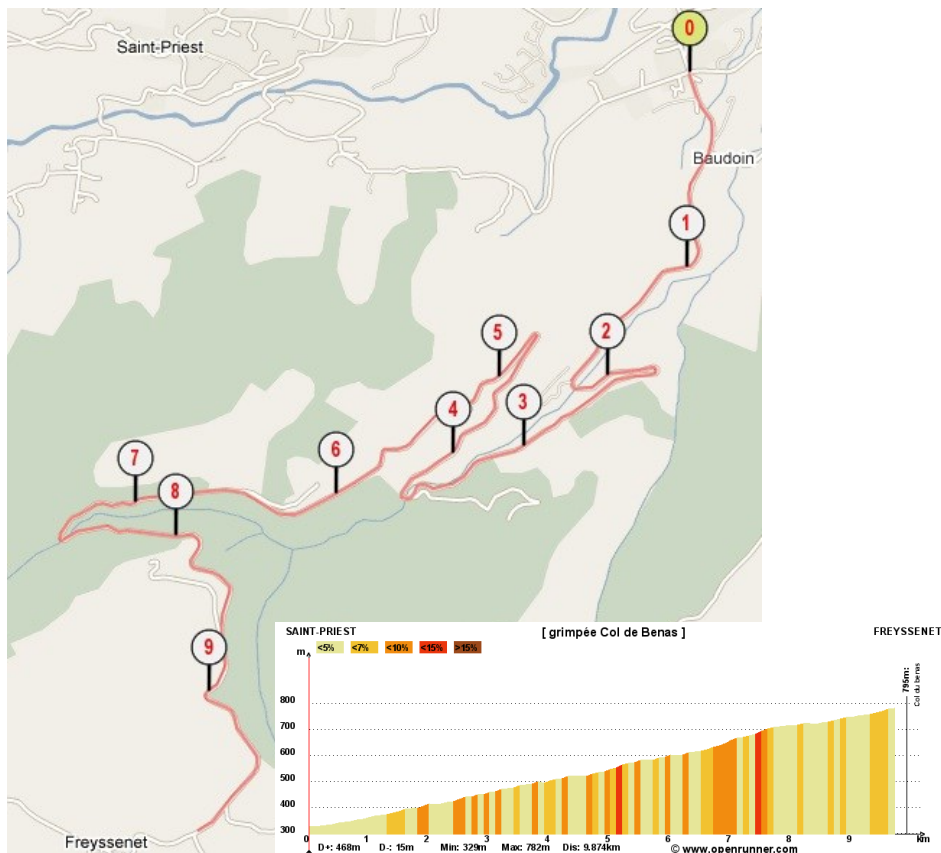 0
Saint-Priest
Baudoin
1
2
5
3
4
6
7
8
9
SAINT-PRIEST [ grimpée Col de Benas ] FREYSSENET
<5% <7% <10% <15% >15%
m
795m: Col du benas
800
700
600
500
400
300
0 1 2 3 4 5 6 7 8 9 Km
D+: 468m D-: 15m Min: 329m Max: 782m Dis: 9.874km © www.openrunner.com
Freyssenet